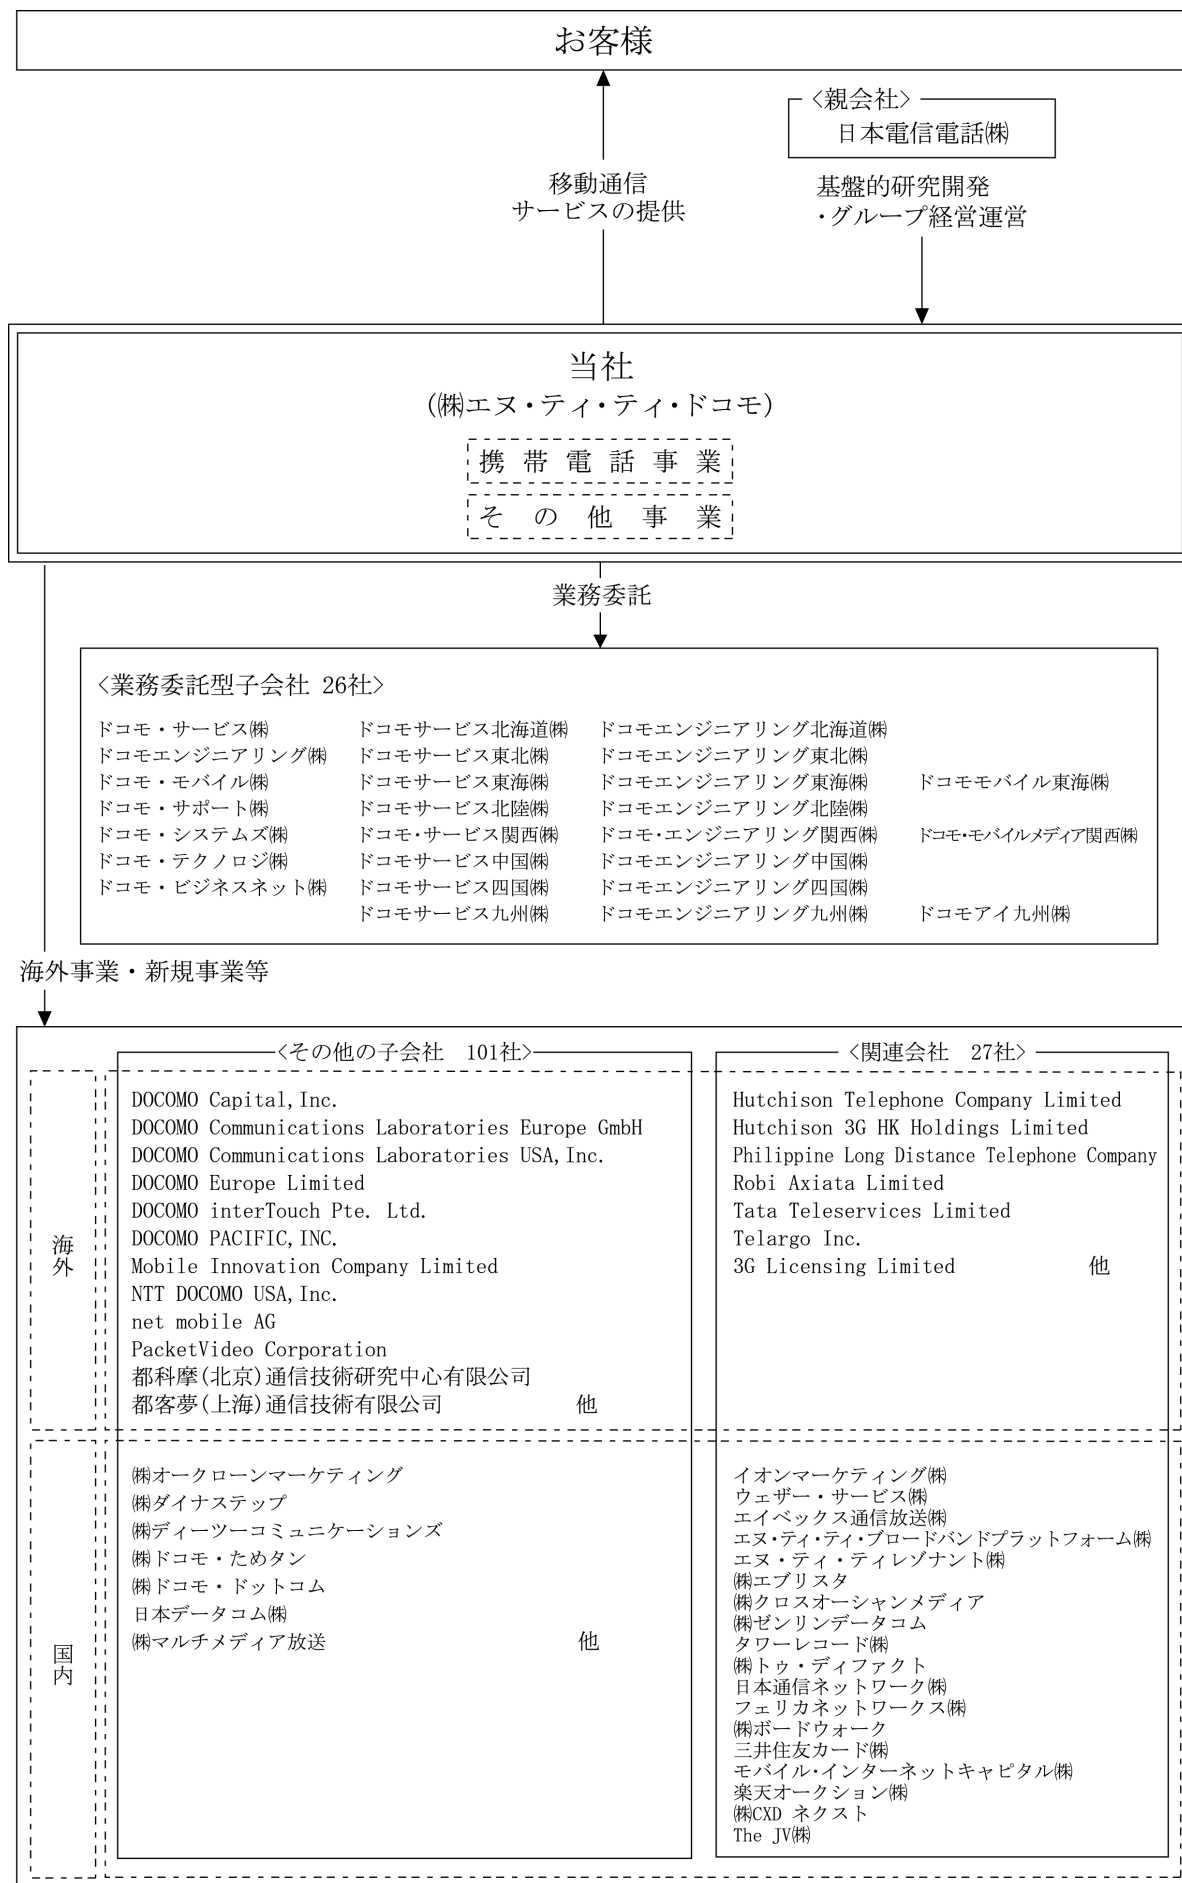 お客様
<親会社>
日本電信電話㈱
移動通信
サービスの提供
基盤的研究開発
・グループ経営運営
当社
(㈱エヌ・ティ・ティ・ドコモ)
携帯電話事業
その他事業
業務委託
<業務委託型子会社 26社>
ドコモ・サービス㈱ ドコモサービス北海道㈱ ドコモエンジニアリング北海道㈱
ドコモエンジニアリング㈱ ドコモサービス東北㈱ ドコモエンジニアリング東北㈱
ドコモ・モバイル㈱ ドコモサービス東海㈱ ドコモエンジニアリング東海㈱ ドコモモバイル東海㈱
ドコモ・サポート㈱ ドコモサービス北陸㈱ ドコモエンジニアリング北陸㈱
ドコモ・システムズ㈱ ドコモ・サービス関西㈱ ドコモ・エンジニアリング関西㈱ ドコモ・モバイルメディア関西㈱
ドコモ・テクノロジ㈱ ドコモサービス中国㈱ ドコモエンジニアリング中国㈱
ドコモ・ビジネスネット㈱ ドコモサービス四国㈱ ドコモエンジニアリング四国㈱
ドコモサービス九州㈱ ドコモエンジニアリング九州㈱ ドコモアイ九州㈱
海外事業・新規事業等
<その他の子会社 101社>
海外
DOCOMO Capital,Inc.
DOCOMO Communications Laboratories Europe GmbH
DOCOMO Communications Laboratories USA,Inc.
DOCOMO Europe Limited
DOCOMO interTouch Pte. Ltd.
DOCOMO PACIFIC,INC.
Mobile Innovation Company Limited
NTT DOCOMO USA,Inc.
net mobile AG
PacketVideo Corporation
都科摩(北京)通信技術研究中心有限公司
都客夢(上海)通信技術有限公司 他
国内
㈱オークローンマーケティング
㈱ダイナステップ
㈱ディーツーコミュニケーションズ
㈱ドコモ・ためタン
㈱ドコモ・ドットコム
日本データコム㈱
㈱マルチメディア放送 他
<関連会社 27社>
Hutchison Telephone Company Limited
Hutchison 3G HK Holdings Limited
Philippine Long Distance Telephone Company
Robi Axiata Limited
Tata Teleservices Limited
Telargo Inc.
3G Licensing Limited 他
イオンマーケティング㈱
ウェザー・サービス㈱
エイベックス通信放送㈱
エヌ・ティ・ティ・ブロードバンドプラットフォーム㈱
エヌ・ティ・ティレゾナント㈱
㈱エブリスタ
㈱クロスオーシャンメディア
㈱ゼンリンデータコム
タワーレコード㈱
㈱トゥ・ディファクト
日本通信ネットワーク㈱
フェリカネットワークス㈱
㈱ボードウォーク
三井住友カード㈱
モバイル・インターネットキャピタル㈱
楽天オークション㈱
㈱CXD ネクスト
The JV㈱